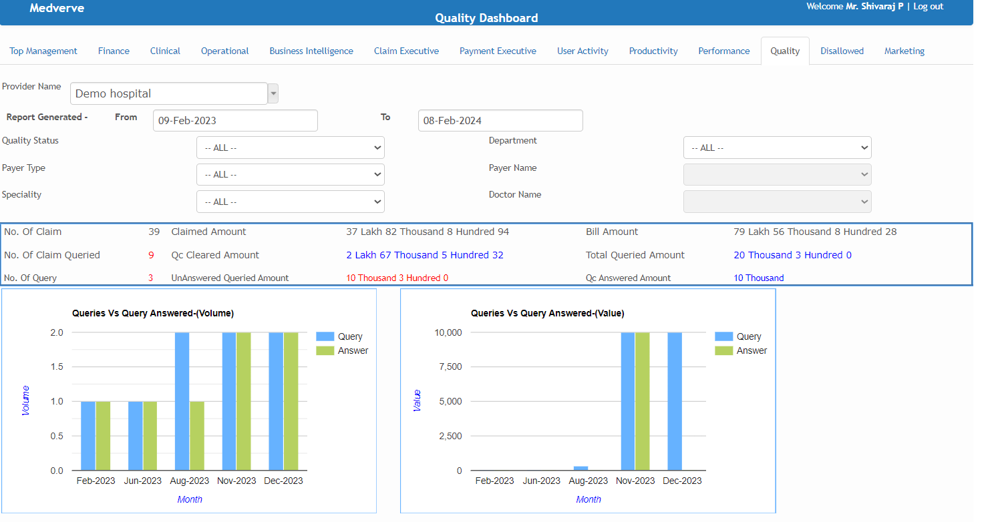 Medverve
Welcome Mr. Shivaraj P | Log out
Quality Dashboard
Top Management Finance Clinical Operational Business Intelligence Claim Executive Payment Executive User Activity Productivity Performance Quality Disallowed Marketing
Provider Name Demo hospital
Report Generated - From 09-Feb-2023 To 08-Feb-2024
Quality Status -- ALL -- Department -- ALL --
Payer Type -- ALL -- Payer Name
Speciality -- ALL -- Doctor Name
No. Of Claim 39 Claimed Amount 37 Lakh 82 Thousand 8 Hundred 94 Bill Amount 79 Lakh 56 Thousand 8 Hundred 28
No. Of Claim Queried 9 Qc Cleared Amount 2 Lakh 67 Thousand 5 Hundred 32 Total Queried Amount 20 Thousand 3 Hundred 0
No. Of Query 3 UnAnswered Queried Amount 10 Thousand 3 Hundred 0 Qc Answered Amount 10 Thousand
Queries Vs Query Answered-(Volume)
2.0
1.5
1.0
0.5
0.0
Volume
Feb-2023 Jun-2023 Aug-2023 Nov-2023 Dec-2023
Month
Query
Answer
Queries Vs Query Answered-(Value)
10,000
7,500
5,000
2,500
0
Value
Feb-2023 Jun-2023 Aug-2023 Nov-2023 Dec-2023
Month
Query
Answer